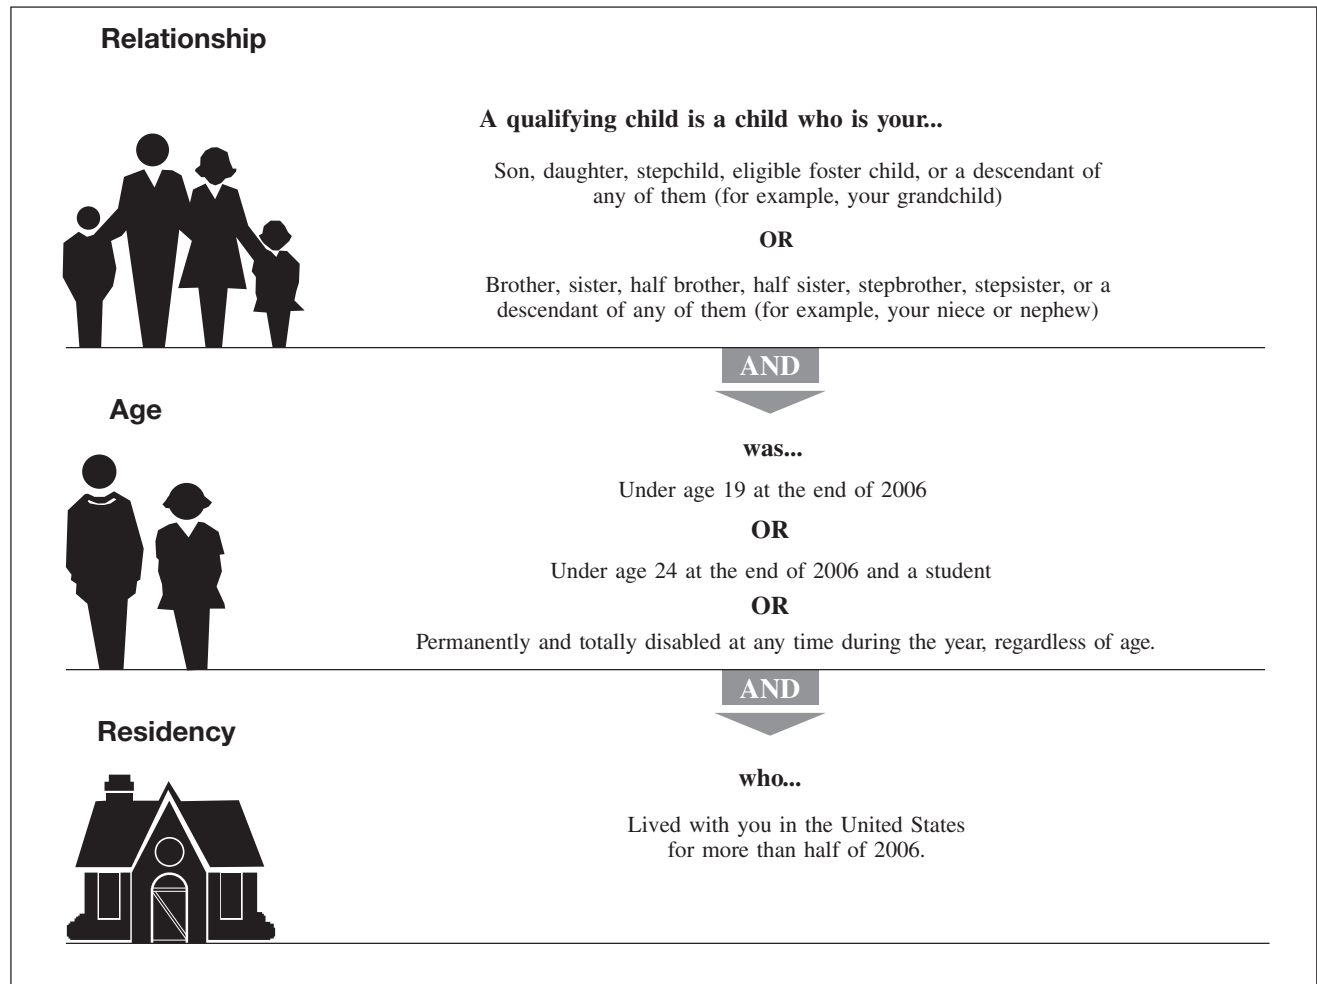 Relationship
A qualifying child is a child who is your...
Son, daughter, stepchild, eligible foster child, or a descendant of
any of them (for example, your grandchild)
OR
Brother, sister, half brother, half sister, stepbrother, stepsister, or a
descendant of any of them (for example, your niece or nephew)
AND
Age
was...
Under age 19 at the end of 2006
OR
Under age 24 at the end of 2006 and a student
OR
Permanently and totally disabled at any time during the year, regardless of age.
AND
Residency
who...
Lived with you in the United States
for more than half of 2006.